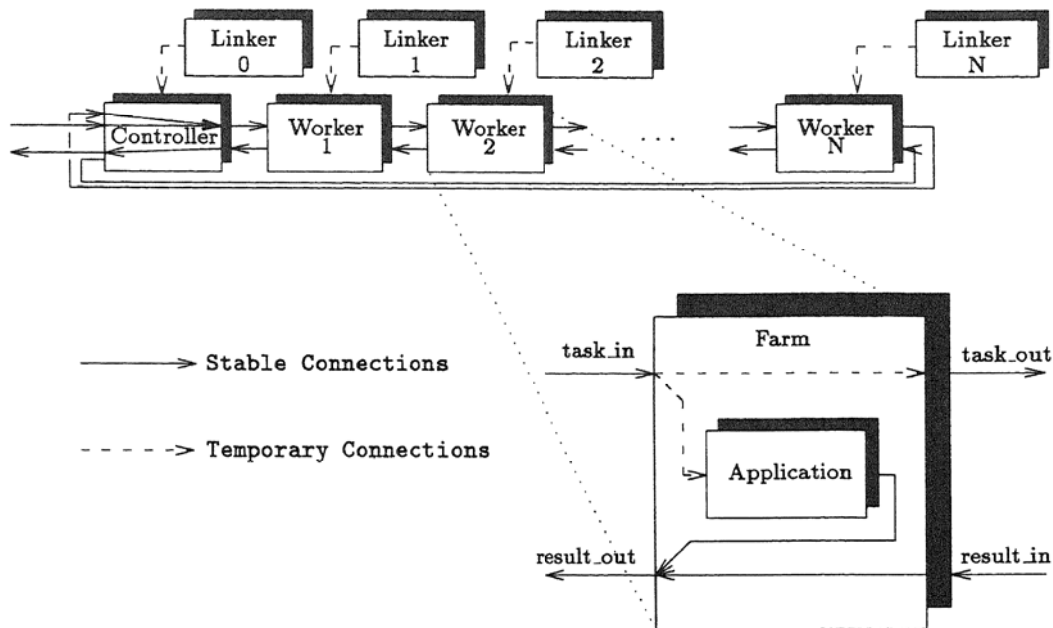 Linker
0
Linker
1
Linker
2
Linker
N
Controller
Worker
1
Worker
2
. . .
Worker
N
Farm
task_in
task_out
Stable Connections
Temporary Connections
Application
result_out
result_in